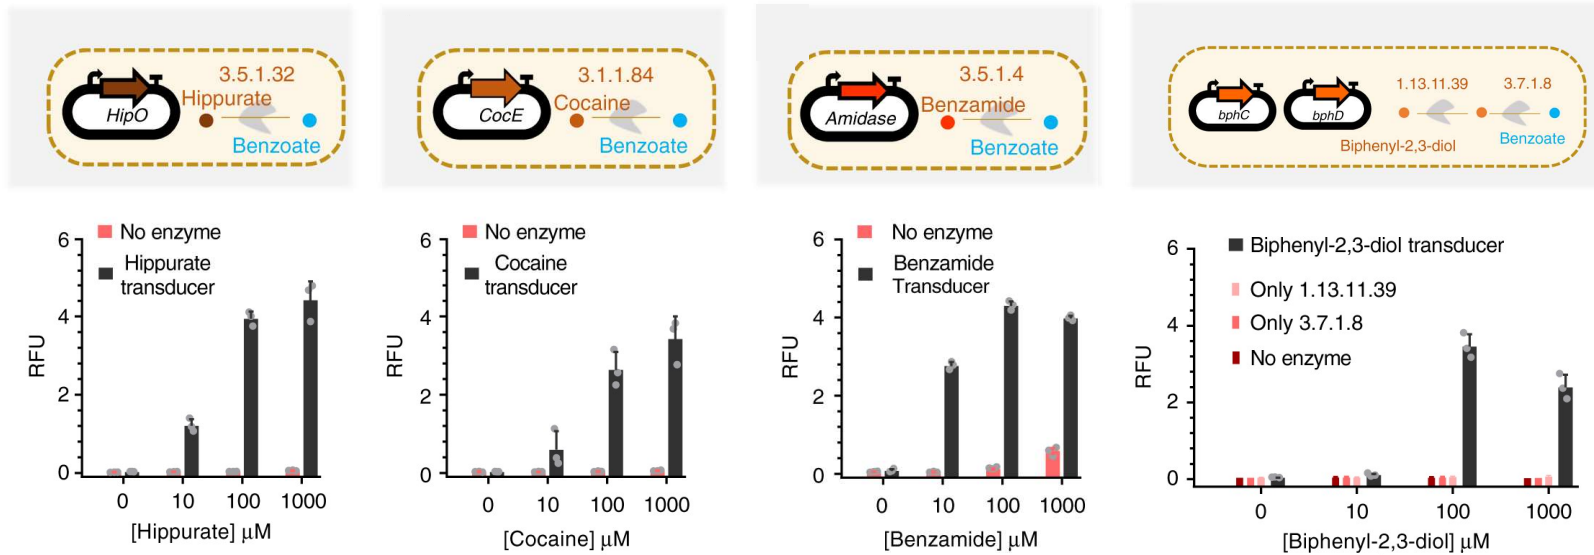 3.5.1.32
Hippurate
HipO
Benzoate
No enzyme
Hippurate
transducer
RFU
6
4
2
0
0 10 100 1000
[Hippurate] μM
3.1.1.84
Cocaine
CocE
Benzoate
No enzyme
Cocaine
transducer
6
4
2
0
RFU
0 10 100 1000
[Cocaine] μM
3.5.1.4
Benzamide
Amidase
Benzoate
No enzyme
Benzamide
Transducer
RFU
6
4
2
0
0 10 100 1000
[Benzamide] μM
1.13.11.39 3.7.1.8
bphC bphD
Benzoate
Biphenyl-2,3-diol
Biphenyl-2,3-diol transducer
Only 1.13.11.39
Only 3.7.1.8
No enzyme
RFU
6
4
2
0
0 10 100 1000
[Biphenyl-2,3-diol] μM